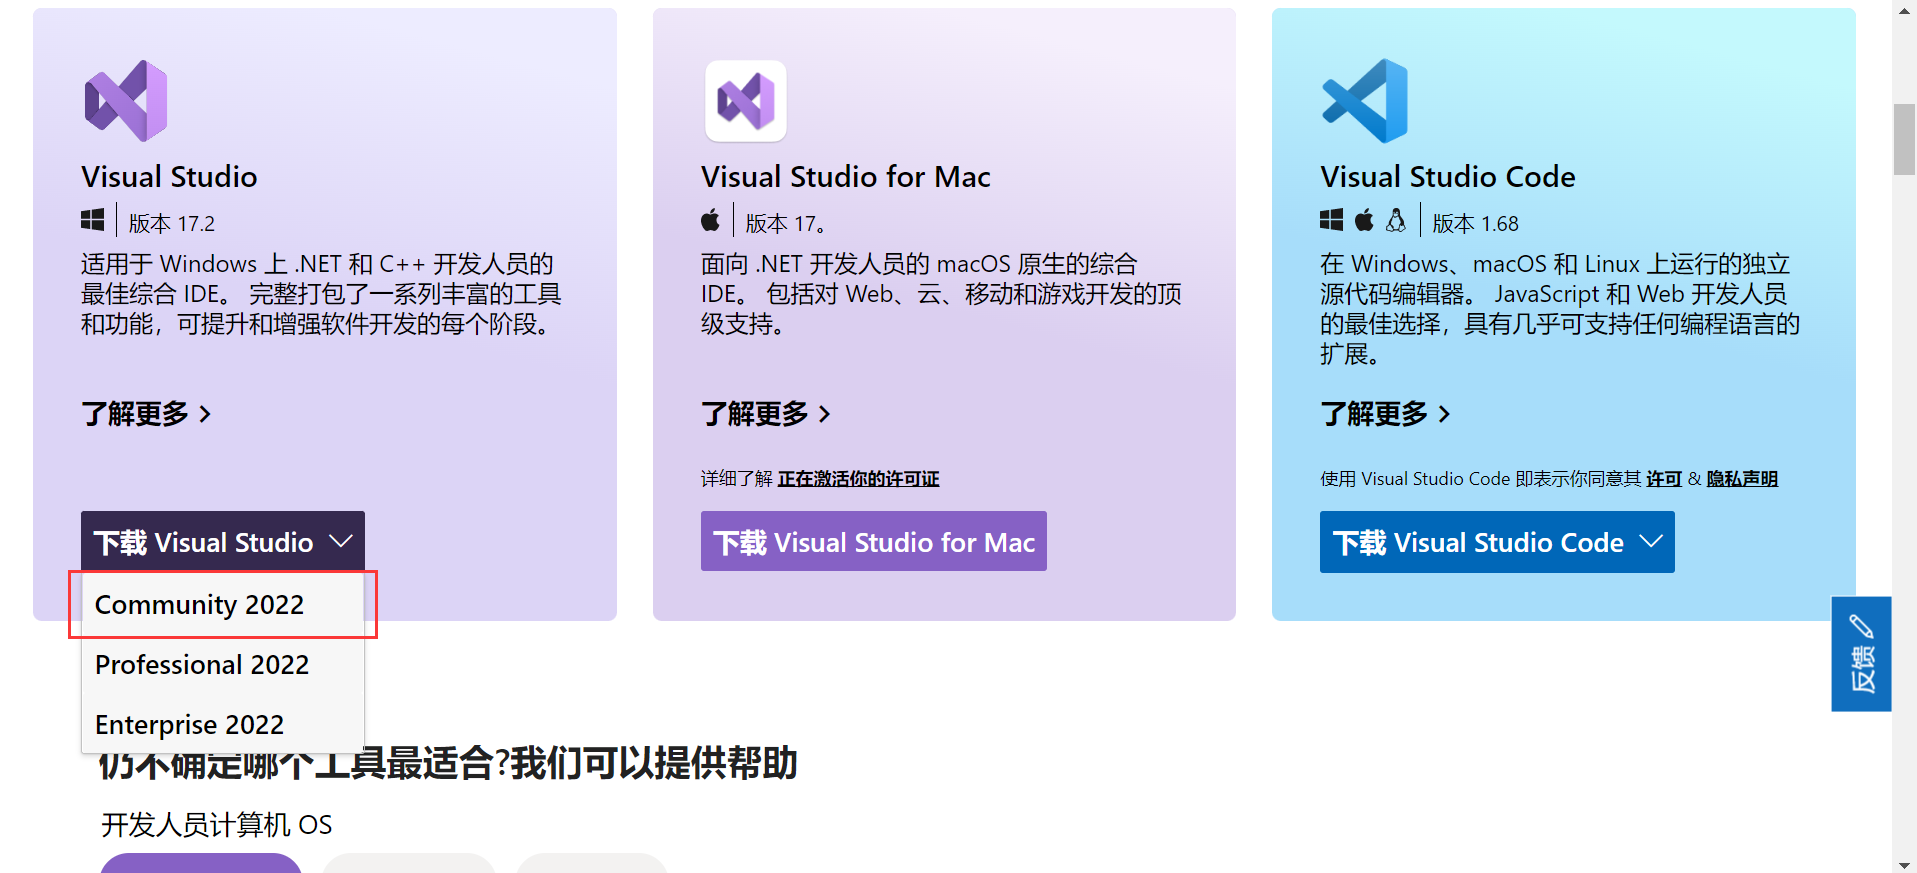 Visual Studio
版本 17.2
适用于 Windows 上 .NET 和 C++ 开发人员的
最佳综合 IDE。 完整打包了一系列丰富的工具
和功能，可提升和增强软件开发的每个阶段。
了解更多
下载 Visual Studio
Community 2022
Professional 2022
Enterprise 2022
Visual Studio for Mac
版本 17。
面向 .NET 开发人员的 macOS 原生的综合
IDE。 包括对 Web、云、移动和游戏开发的顶
级支持。
了解更多
详细了解 正在激活你的许可证
下载 Visual Studio for Mac
Visual Studio Code
版本 1.68
在 Windows、macOS 和 Linux 上运行的独立
源代码编辑器。 JavaScript 和 Web 开发人员
的最佳选择，具有几乎可支持任何编程语言的
扩展。
了解更多
使用 Visual Studio Code 即表示你同意其 许可 & 隐私声明
下载 Visual Studio Code
反馈
仍不确定哪个工具最适合?我们可以提供帮助
开发人员计算机 OS